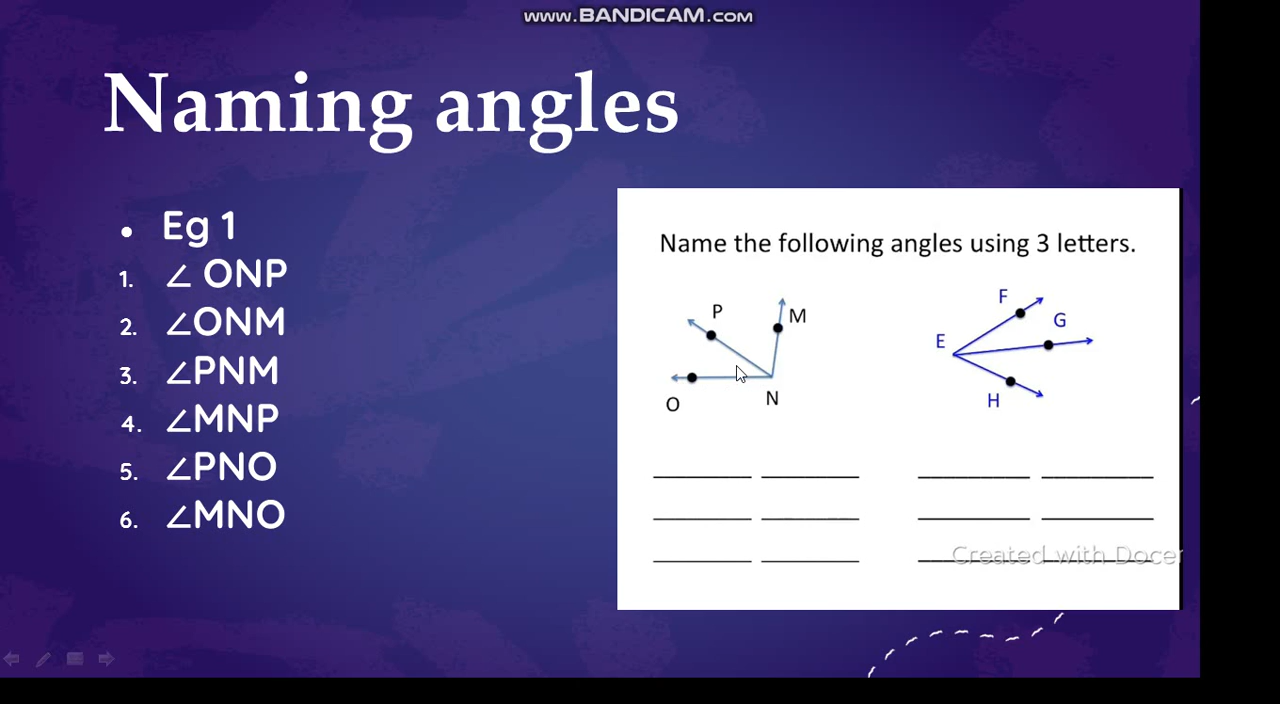 www.BANDICAM.com
Naming angles
• Eg 1
1. ∠ ONP
2. ∠ONM
3. ∠PNM
4. ∠MNP
5. ∠PNO
6. ∠MNO
Name the following angles using 3 letters.
P M
O N
F
G
E
H
Created with Docer